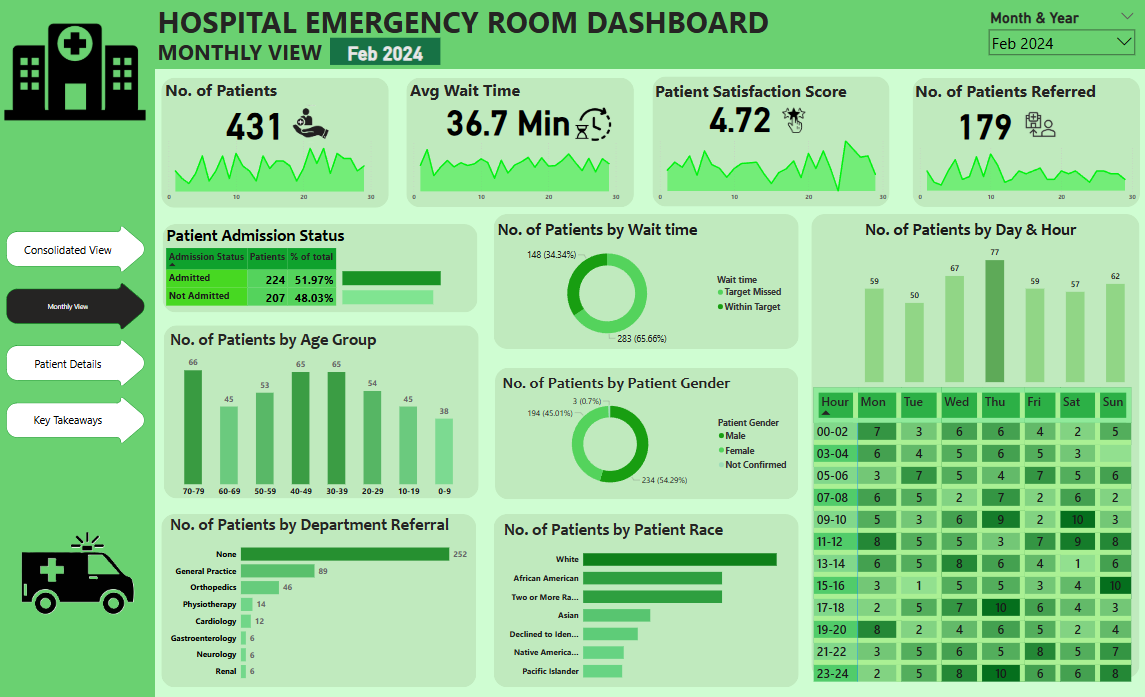 HOSPITAL EMERGENCY ROOM DASHBOARD
MONTHLY VIEW Feb 2024
Month & Year
Feb 2024
Consolidated View
Monthly View
Patient Details
Key Takeaways
No. of Patients
431
0 10 20 30
Avg Wait Time
36.7 Min
0 10 20 30
Patient Satisfaction Score
4.72
0 10 20 30
No. of Patients Referred
179
0 10 20 30
Patient Admission Status
Admission Status Patients % of total
Admitted 224 51.97%
Not Admitted 207 48.03%
No. of Patients by Wait time
148 (34.34%)
283 (65.66%)
Wait time
Target Missed
Within Target
No. of Patients by Age Group
66 45 53 65 65 54 45 38
70-79 60-69 50-59 40-49 30-39 20-29 10-19 0-9
No. of Patients by Patient Gender
3 (0.7%)
194 (45.01%)
234 (54.29%)
Patient Gender
Male
Female
Not Confirmed
No. of Patients by Department Referral
None 252
General Practice 89
Orthopedics 46
Physiotherapy 14
Cardiology 12
Gastroenterology 6
Neurology 6
Renal 6
No. of Patients by Patient Race
White
African American
Two or More Ra...
Asian
Declined to Iden...
Native America...
Pacific Islander
No. of Patients by Day & Hour
59 50 67 77 59 57 62
Hour Mon Tue Wed Thu Fri Sat Sun
00-02 7 3 6 6 4 2 5
03-04 6 4 5 6 5 3
05-06 3 7 5 4 7 5 6
07-08 6 5 2 7 2 6 2
09-10 5 3 6 9 2 10 3
11-12 8 5 5 3 7 9 8
13-14 6 5 8 6 4 1 6
15-16 3 1 5 5 3 4 10
17-18 2 5 7 10 6 4 3
19-20 8 2 4 6 5 2 4
21-22 3 5 6 5 8 5 7
23-24 2 5 8 10 6 6 8